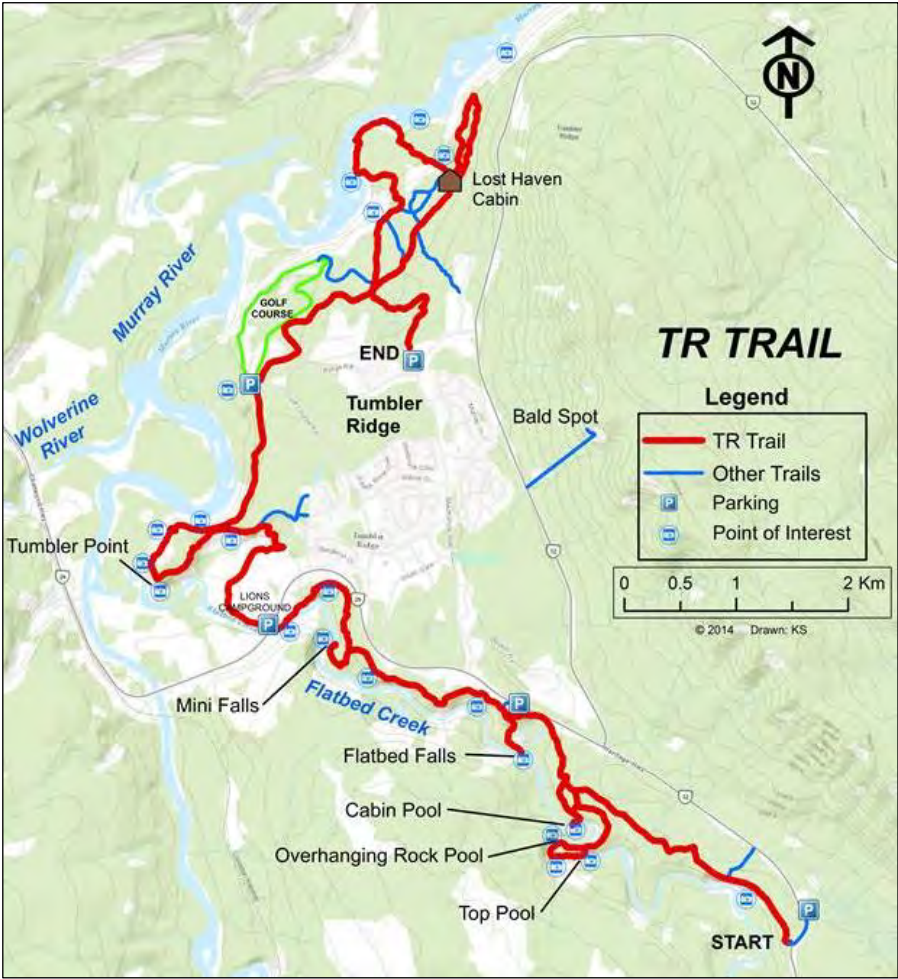 N
Lost Haven
Cabin
Murray River
GOLF
COURSE
TR TRAIL
END
P
Legend
Tumbler
Ridge
Bald Spot
TR Trail
Wolverine
River
Other Trails
P
Parking
Point of Interest
Tumbler Point
Tumbler
Ridge
0 0.5 1 2 Km
LIONS
CAMPGROUND
P
© 2014 Drawn: KS
Mini Falls
Flatbed Creek
P
Flatbed Falls
Cabin Pool
Overhanging Rock Pool
Top Pool
P
START